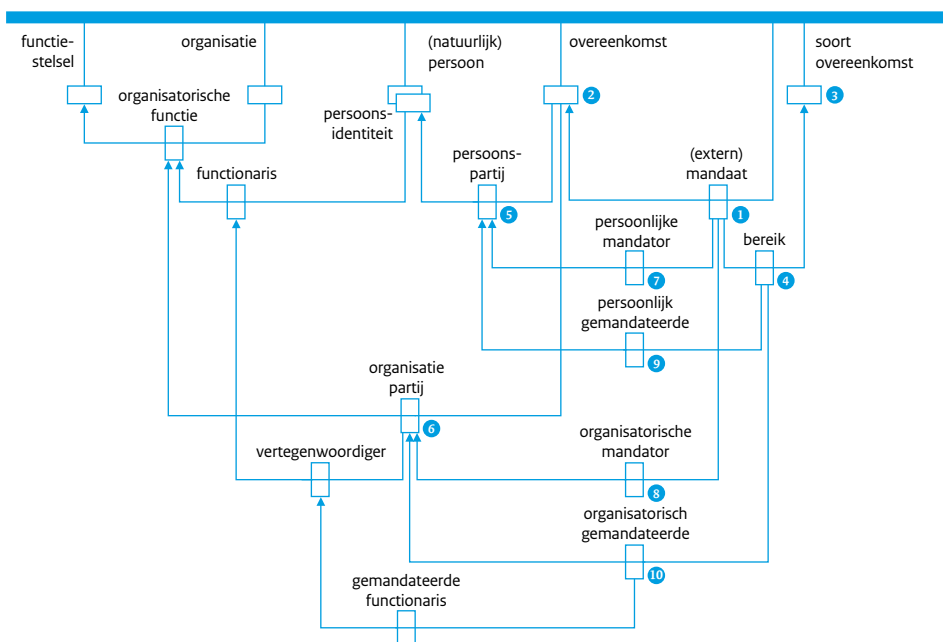 functie-
stelsel
organisatie
(natuurlijk)
persoon
overeenkomst
soort
overeenkomst
2
3
organisatorische
functie
persoons-
identiteit
functionaris
persoons-
partij
5
(extern)
mandaat
1
persoonlijke
mandator
7
bereik
4
persoonlijk
gemandateerde
9
organisatie
partij
6
vertegenwoordiger
organisatorische
mandator
8
organisatorisch
gemandateerde
10
gemandateerde
functionaris